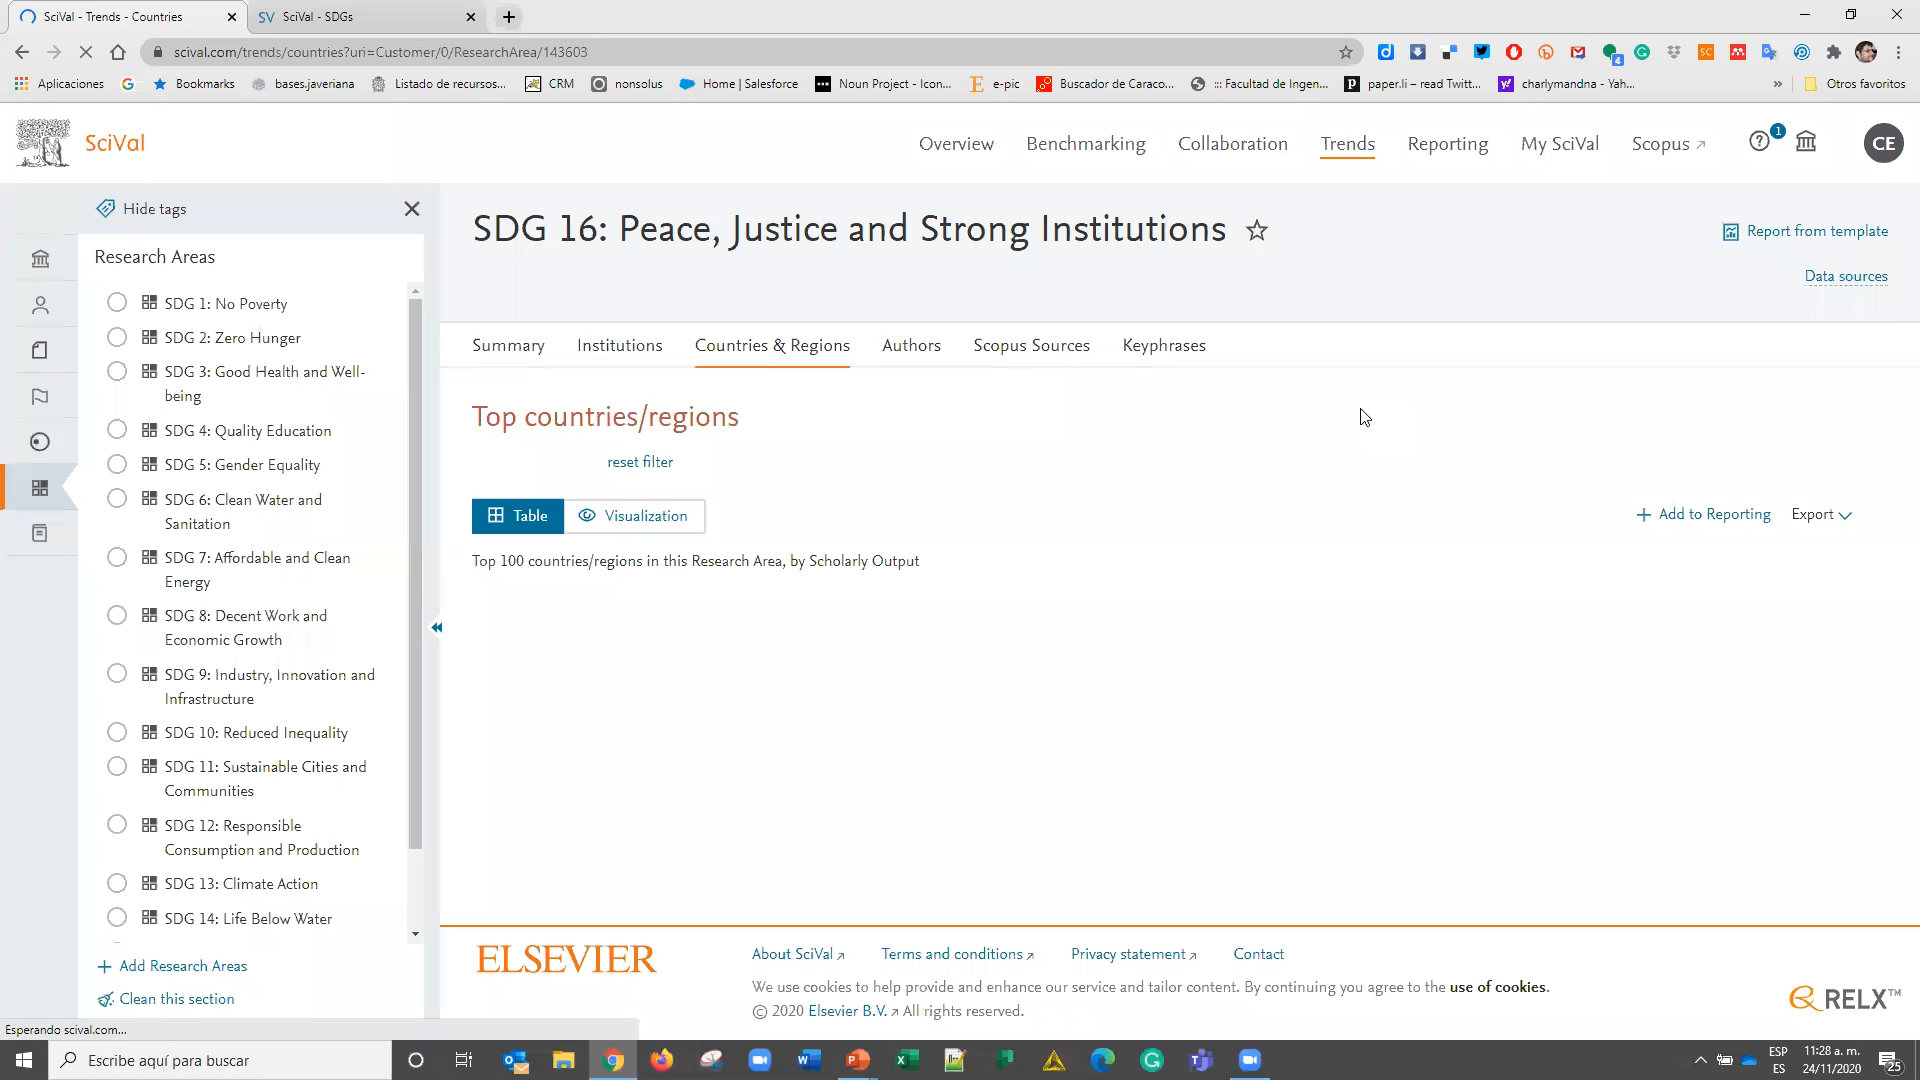 SciVal - Trends - Countries
SV SciVal - SDGs
scival.com/trends/countries?uri=Customer/0/ResearchArea/143603
Aplicaciones
Bookmarks
bases.javeriana
Listado de recursos...
CRM
nonsolus
Home | Salesforce
Noun Project - Icon...
e-pic
Buscador de Caraco...
::: Facultad de Ingen...
paper.li – read Twitt...
charlymandna - Yah...
»
Otros favoritos
SciVal
Overview
Benchmarking
Collaboration
Trends
Reporting
My SciVal
Scopus
1
CE
Hide tags
Research Areas
SDG 1: No Poverty
SDG 2: Zero Hunger
SDG 3: Good Health and Well-
being
SDG 4: Quality Education
SDG 5: Gender Equality
SDG 6: Clean Water and
Sanitation
SDG 7: Affordable and Clean
Energy
SDG 8: Decent Work and
Economic Growth
SDG 9: Industry, Innovation and
Infrastructure
SDG 10: Reduced Inequality
SDG 11: Sustainable Cities and
Communities
SDG 12: Responsible
Consumption and Production
SDG 13: Climate Action
SDG 14: Life Below Water
Add Research Areas
Clean this section
SDG 16: Peace, Justice and Strong Institutions
Report from template
Data sources
Summary
Institutions
Countries & Regions
Authors
Scopus Sources
Keyphrases
Top countries/regions
reset filter
Table
Visualization
Add to Reporting
Export
Top 100 countries/regions in this Research Area, by Scholarly Output
ELSEVIER
About SciVal
Terms and conditions
Privacy statement
Contact
We use cookies to help provide and enhance our service and tailor content. By continuing you agree to the use of cookies.
© 2020 Elsevier B.V. All rights reserved.
RELX™
Esperando scival.com...
Escribe aquí para buscar
ESP
ES
11:28 a. m.
24/11/2020
25